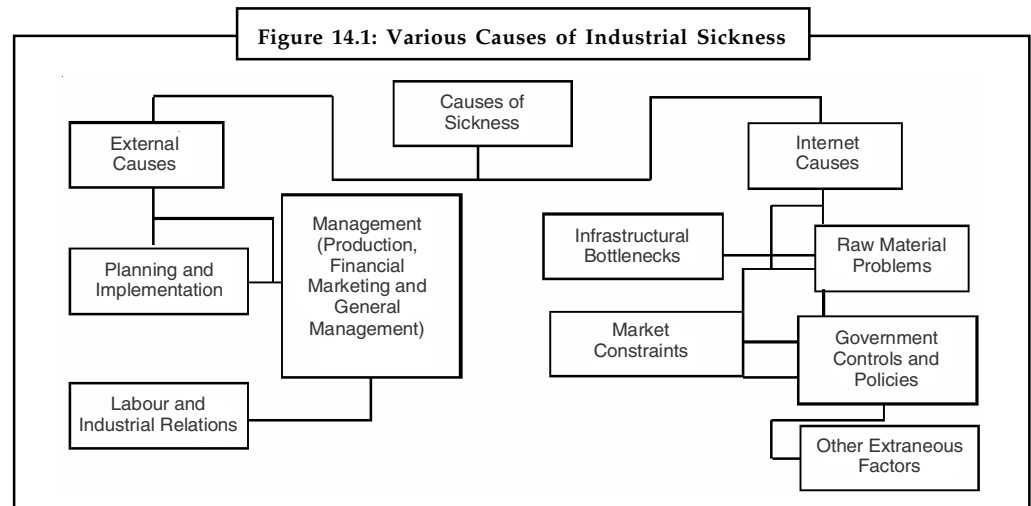 Figure 14.1: Various Causes of Industrial Sickness
Causes of
Sickness
External
Causes
Internet
Causes
Management
(Production,
Financial
Marketing and
General
Management)
Planning and
Implementation
Labour and
Industrial Relations
Infrastructural
Bottlenecks
Raw Material
Problems
Market
Constraints
Government
Controls and
Policies
Other Extraneous
Factors